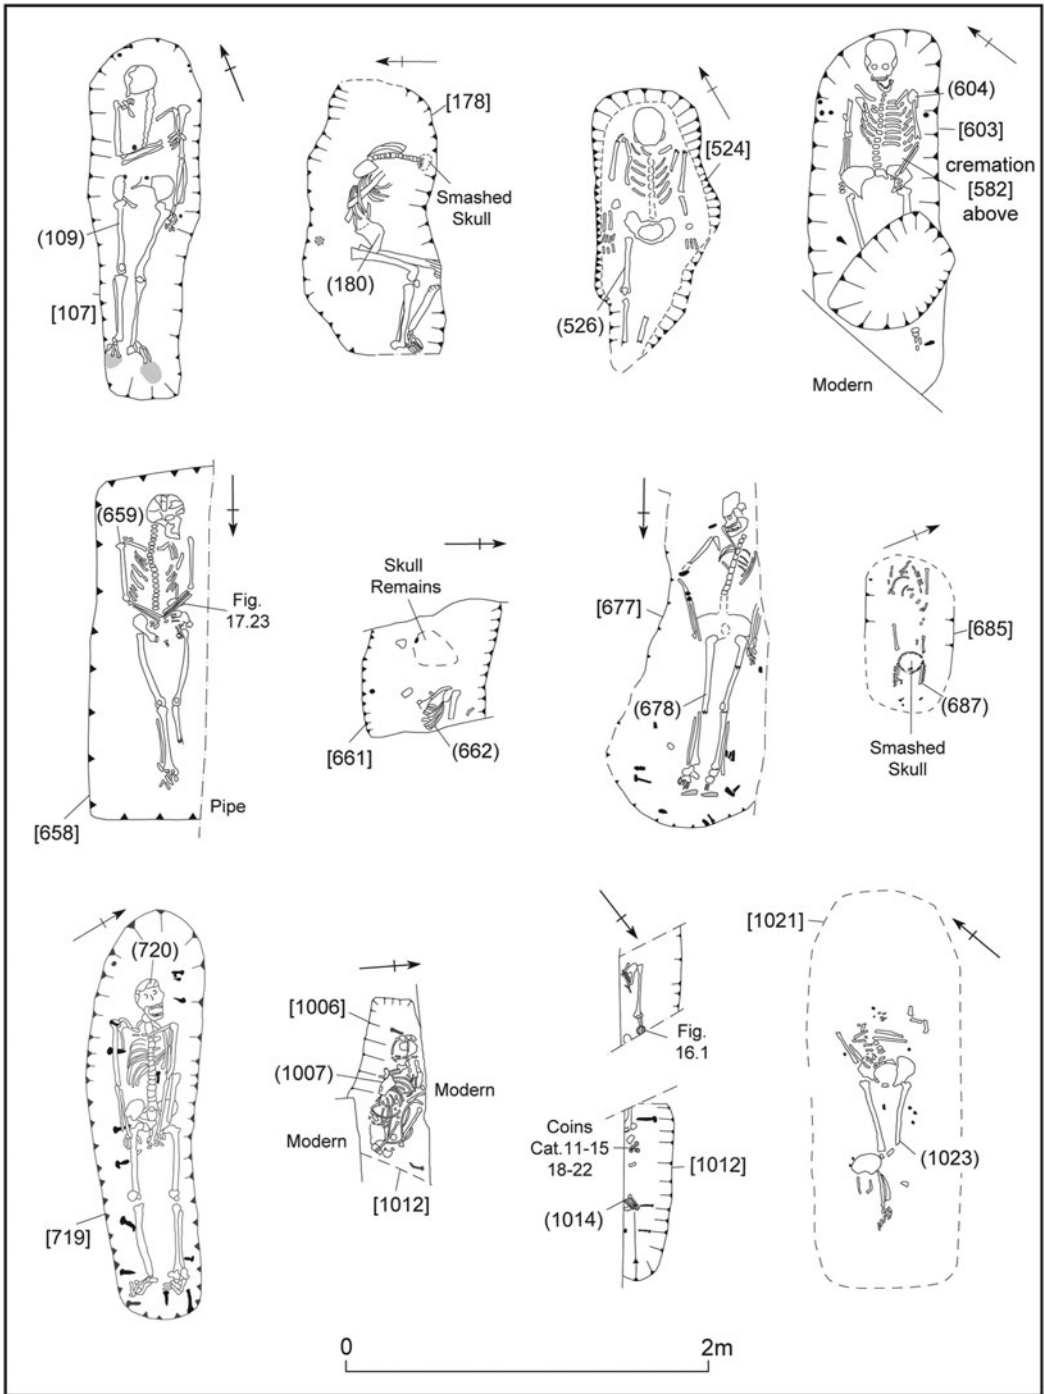 (109)
[107]
[178]
Smashed
Skull
(180)
[524]
(526)
(604)
[603]
cremation
[582]
above
Modern
(659)
Fig.
17.23
[658]
Pipe
Skull
Remains
[661]
(662)
[677]
(678)
[685]
(687)
Smashed
Skull
(720)
[719]
[1006]
(1007)
Modern
Modern
[1012]
Fig.
16.1
Coins
Cat.11-15
18-22
[1012]
(1014)
[1021]
(1023)
0
2m